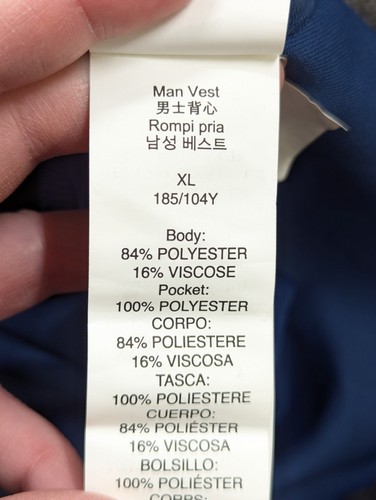 Man Vest
男士背心
Rompi pria
남성 베스트
XL
185/104Y
Body:
84% POLYESTER
16% VISCOSE
Pocket:
100% POLYESTER
CORPO:
84% POLIESTERE
16% VISCOSA
TASCA:
100% POLIESTERE
CUERPO:
84% POLIÉSTER
16% VISCOSA
BOLSILLO:
100% POLIÉSTER
CORPS: